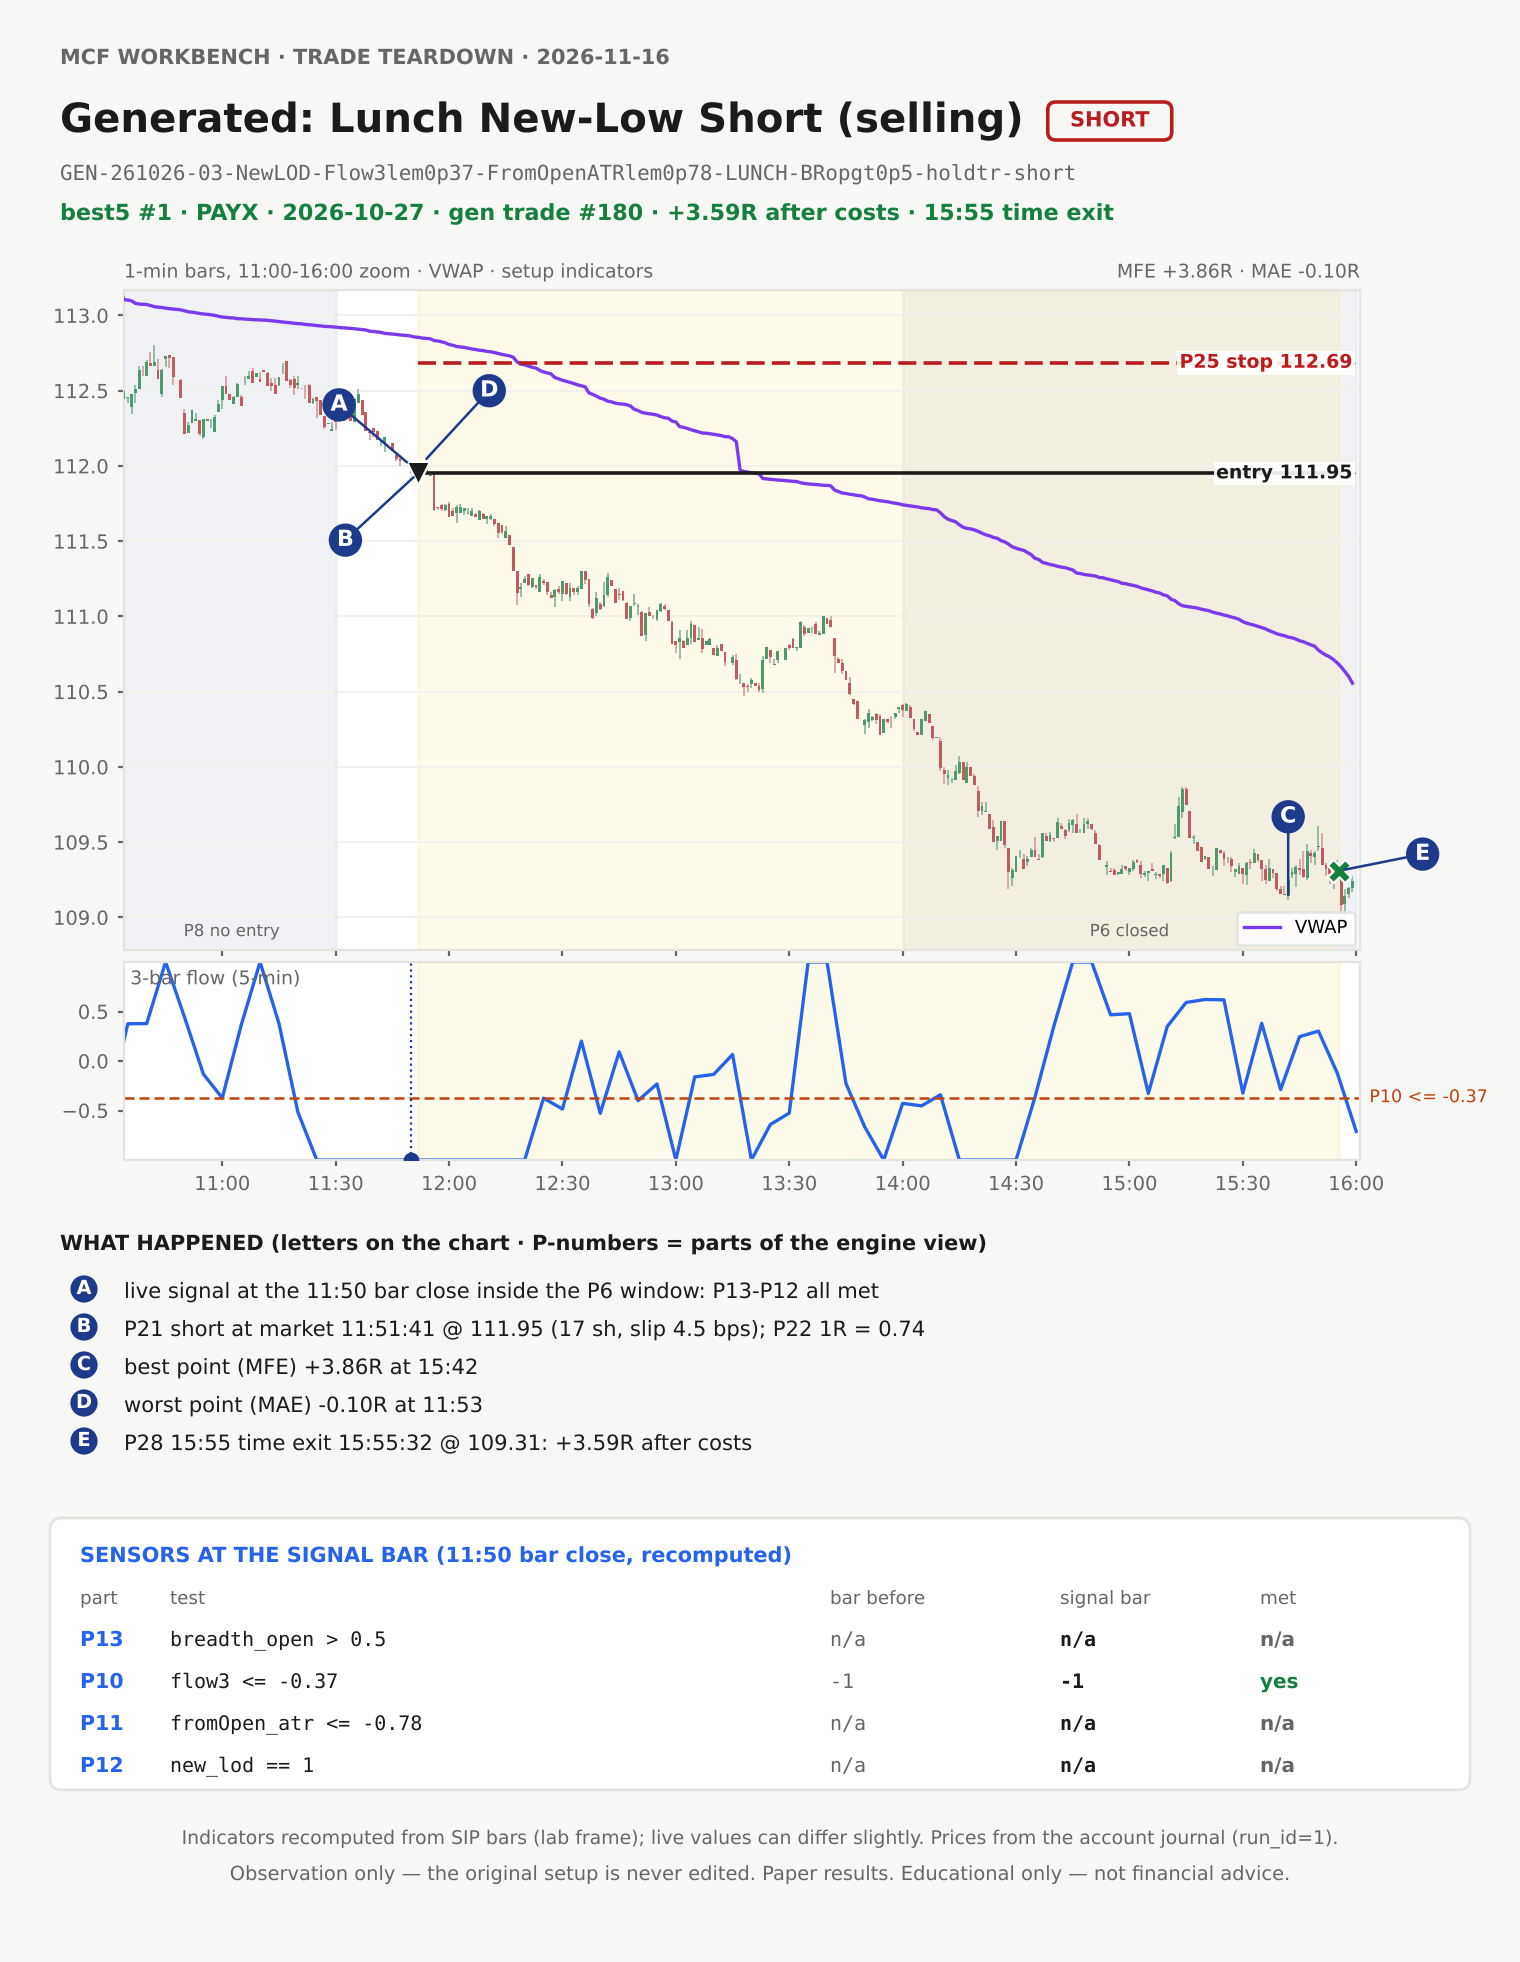 MCF WORKBENCH · TRADE TEARDOWN · 2026-11-16
Generated: Lunch New-Low Short (selling)
SHORT
GEN-261026-03-NewLOD-Flow3lem0p37-FromOpenATRlem0p78-LUNCH-BRopgt0p5-holdtr-short
best5 #1 · PAYX · 2026-10-27 · gen trade #180 · +3.59R after costs · 15:55 time exit
1-min bars, 11:00-16:00 zoom · VWAP · setup indicators
MFE +3.86R · MAE -0.10R
113.0
112.5
112.0
111.5
111.0
110.5
110.0
109.5
109.0
P25 stop 112.69
entry 111.95
A
D
B
C
E
P8 no entry
P6 closed
VWAP
3-bar flow (5-min)
0.5
0.0
−0.5
P10 <= -0.37
11:00
11:30
12:00
12:30
13:00
13:30
14:00
14:30
15:00
15:30
16:00
WHAT HAPPENED (letters on the chart · P-numbers = parts of the engine view)
A live signal at the 11:50 bar close inside the P6 window: P13-P12 all met
B P21 short at market 11:51:41 @ 111.95 (17 sh, slip 4.5 bps); P22 1R = 0.74
C best point (MFE) +3.86R at 15:42
D worst point (MAE) -0.10R at 11:53
E P28 15:55 time exit 15:55:32 @ 109.31: +3.59R after costs
SENSORS AT THE SIGNAL BAR (11:50 bar close, recomputed)
part test bar before signal bar met
P13 breadth_open > 0.5 n/a n/a n/a
P10 flow3 <= -0.37 -1 -1 yes
P11 fromOpen_atr <= -0.78 n/a n/a n/a
P12 new_lod == 1 n/a n/a n/a
Indicators recomputed from SIP bars (lab frame); live values can differ slightly. Prices from the account journal (run_id=1).
Observation only — the original setup is never edited. Paper results. Educational only — not financial advice.